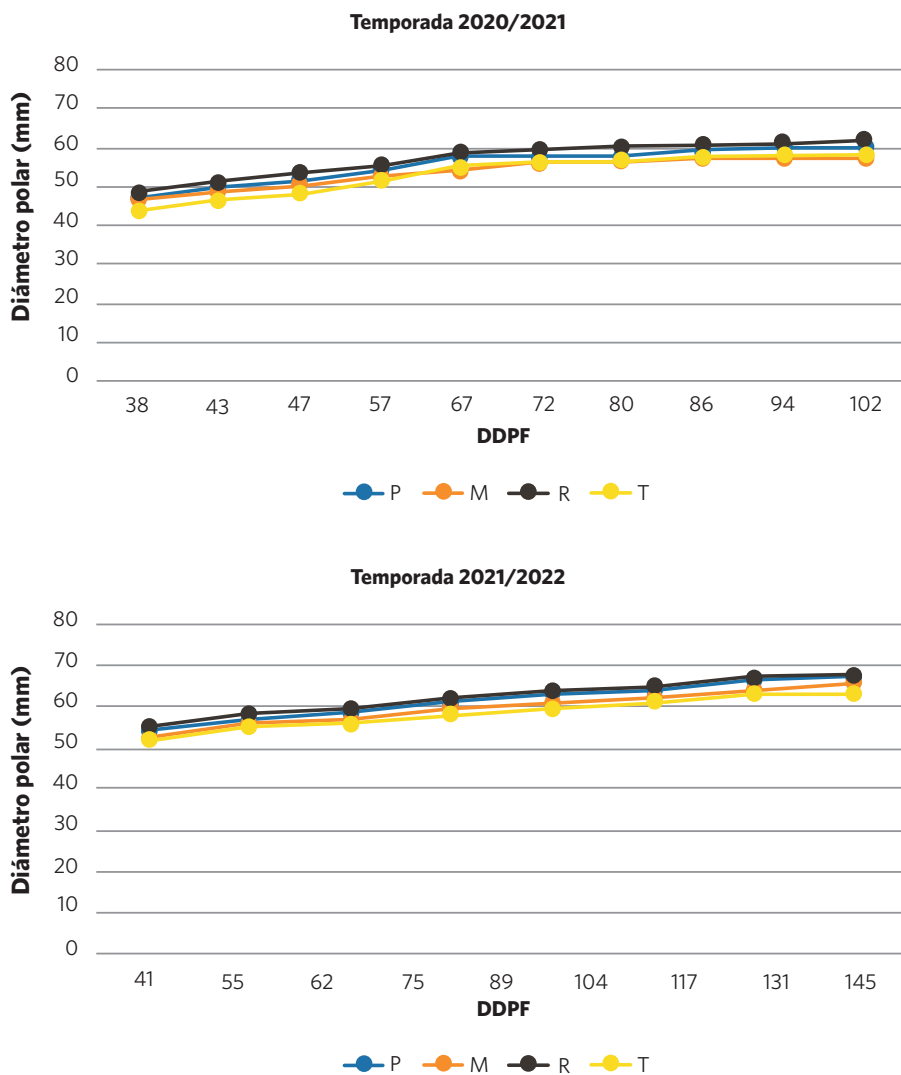 Temporada 2020/2021
Diámetro polar (mm)
80
70
60
50
40
30
20
10
0
38 43 47 57 67 72 80 86 94 102
DDPF
P M R T
Temporada 2021/2022
Diámetro polar (mm)
80
70
60
50
40
30
20
10
0
41 55 62 75 89 104 117 131 145
DDPF
P M R T